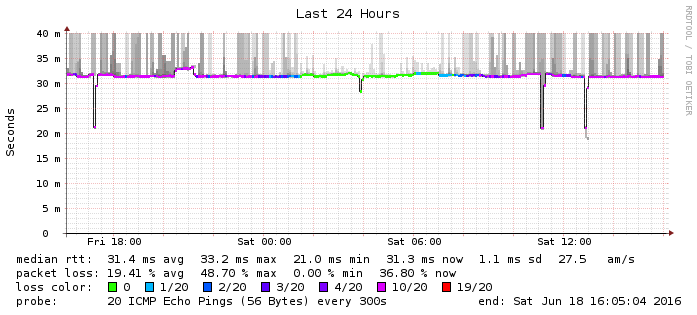 Last 24 Hours
RRDTOOL / TOBI OETIKER
Seconds
40 m
35 m
30 m
25 m
20 m
15 m
10 m
5 m
0
Fri 18:00 Sat 00:00 Sat 06:00 Sat 12:00
median rtt: 31.4 ms avg 33.2 ms max 21.0 ms min 31.3 ms now 1.1 ms sd 27.5 am/s
packet loss: 19.41 % avg 48.70 % max 0.00 % min 36.80 % now
loss color: 0 1/20 2/20 3/20 4/20 10/20 19/20
probe: 20 ICMP Echo Pings (56 Bytes) every 300s end: Sat Jun 18 16:05:04 2016